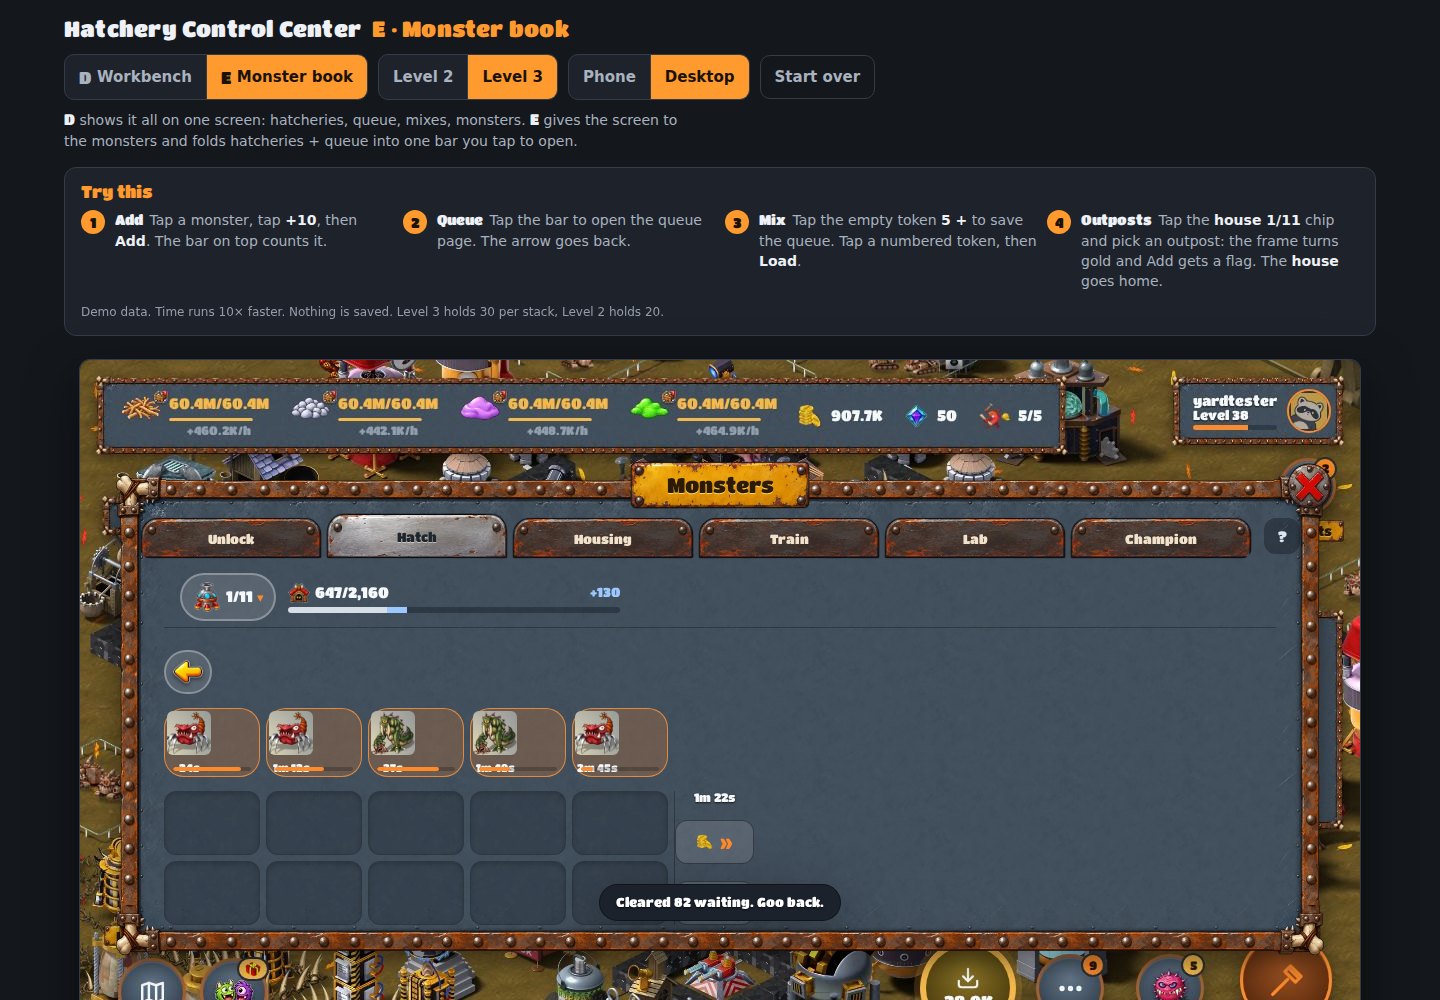 Hatchery Control Center E · Monster book
D Workbench E Monster book Level 2 Level 3 Phone Desktop Start over
D shows it all on one screen: hatcheries, queue, mixes, monsters. E gives the screen to
the monsters and folds hatcheries + queue into one bar you tap to open.
Try this
1 Add Tap a monster, tap +10, then
Add. The bar on top counts it.
2 Queue Tap the bar to open the queue
page. The arrow goes back.
3 Mix Tap the empty token 5 + to save
the queue. Tap a numbered token, then
Load.
4 Outposts Tap the house 1/11 chip
and pick an outpost: the frame turns
gold and Add gets a flag. The house
goes home.
Demo data. Time runs 10× faster. Nothing is saved. Level 3 holds 30 per stack, Level 2 holds 20.
60.4M/60.4M 60.4M/60.4M 60.4M/60.4M 60.4M/60.4M 907.7K 50 5/5
+460.2K/h +442.1K/h +448.7K/h +464.9K/h
yardtester
Level 38
Monsters
Unlock Hatch Housing Train Lab Champion ?
1/11 647/2,160 +130
2m 45s
1m 22s
»
Cleared 82 waiting. Goo back.
9 5